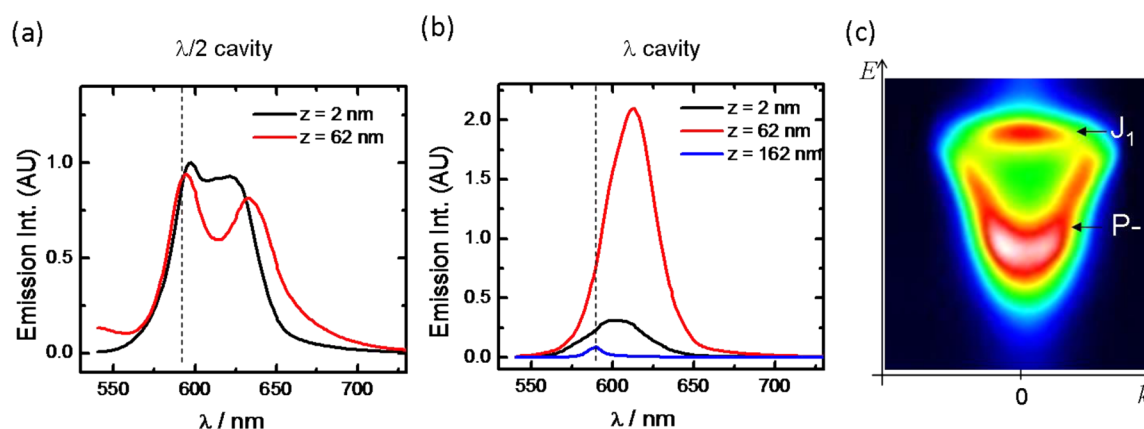 (a)
λ/2 cavity
z = 2 nm
z = 62 nm
Emission Int. (AU)
1.0
0.5
0.0
550 600 650 700
λ / nm
(b)
λ cavity
z = 2 nm
z = 62 nm
z = 162 nm
Emission Int. (AU)
2.0
1.5
1.0
0.5
0.0
550 600 650 700
λ / nm
(c)
E
J1
P-
0